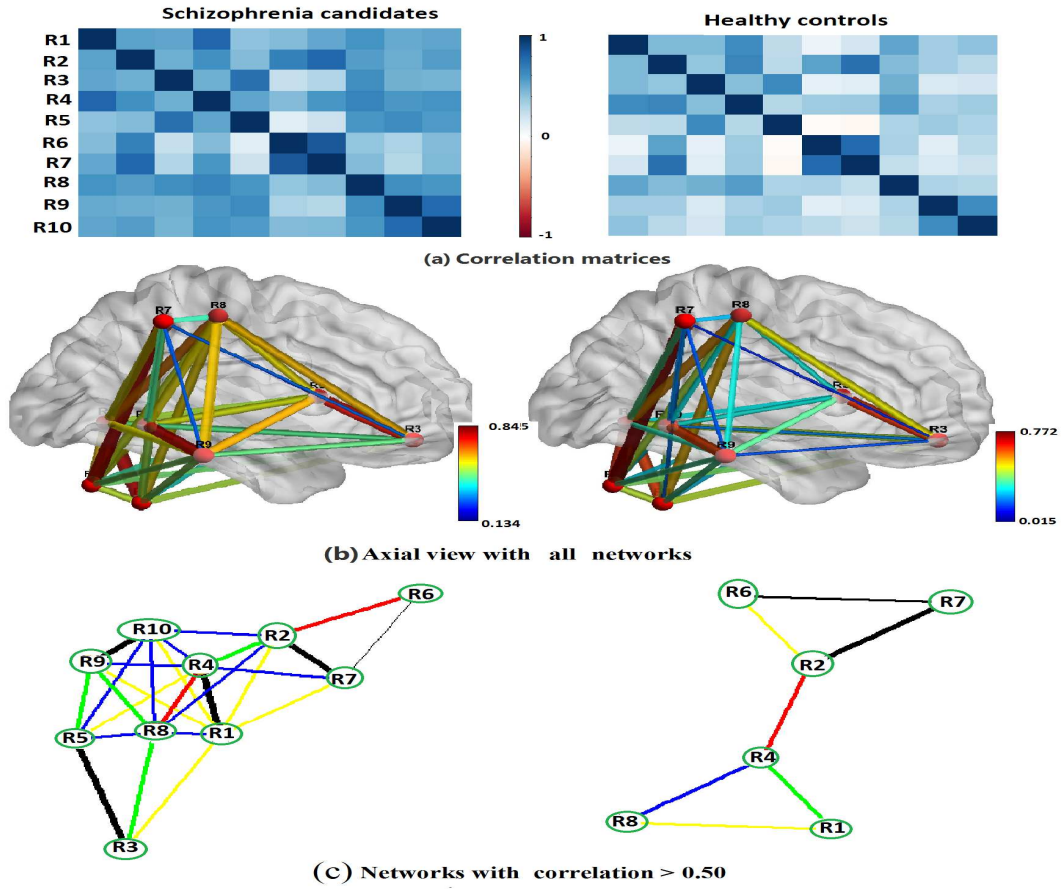 Schizophrenia candidates
Healthy controls
R1
R2
R3
R4
R5
R6
R7
R8
R9
R10
1
0
-1
(a) Correlation matrices
R7
R8
R9
R3
0.845
0.134
R7
R8
R9
R3
0.772
0.015
(b) Axial view with all networks
R6
R10
R2
R9
R4
R7
R5
R8
R1
R3
R6
R7
R2
R4
R8
R1
(c) Networks with correlation > 0.50